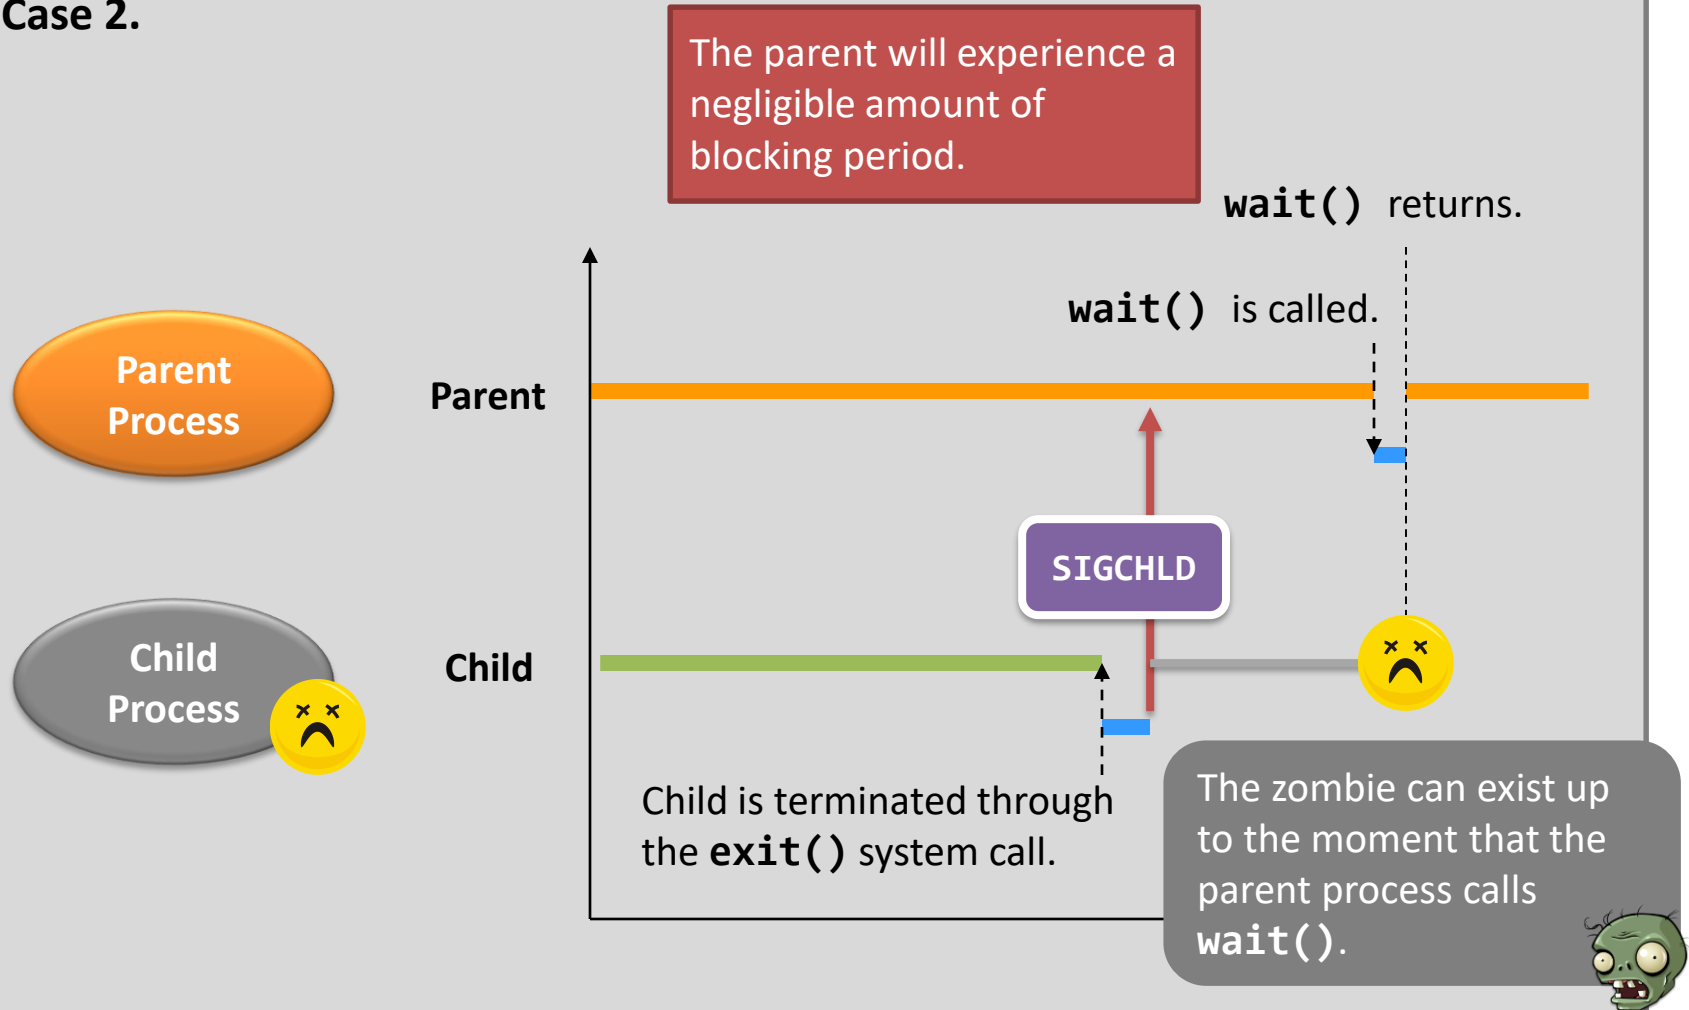 Case 2.
The parent will experience a
negligible amount of
blocking period.
wait() returns.
wait() is called.
Parent
Process
Parent
SIGCHLD
Child
Process
Child
Child is terminated through
the exit() system call.
The zombie can exist up
to the moment that the
parent process calls
wait().